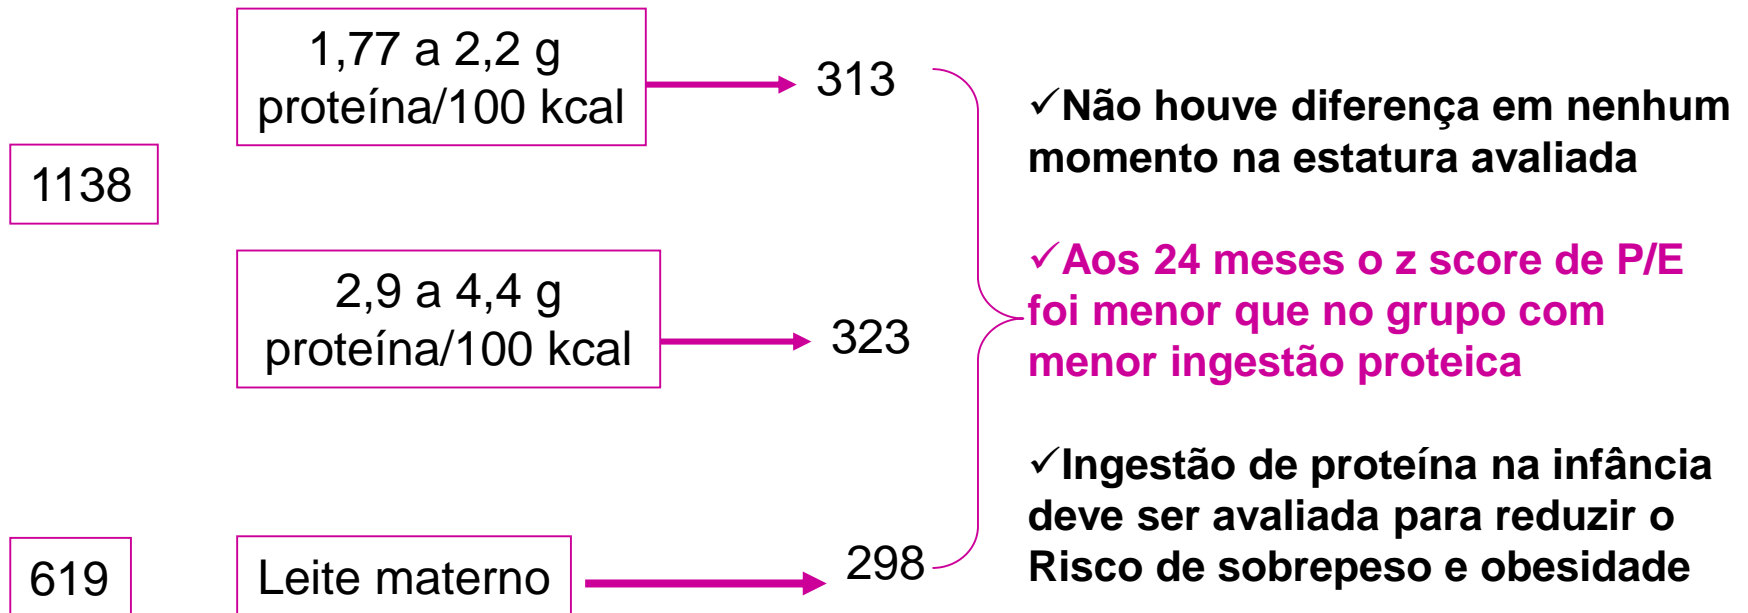 1138
1,77 a 2,2 g
proteína/100 kcal
313
2,9 a 4,4 g
proteína/100 kcal
323
619
Leite materno
298
✓Não houve diferença em nenhum
momento na estatura avaliada
✓Aos 24 meses o z score de P/E
foi menor que no grupo com
menor ingestão proteica
✓Ingestão de proteína na infância
deve ser avaliada para reduzir o
Risco de sobrepeso e obesidade